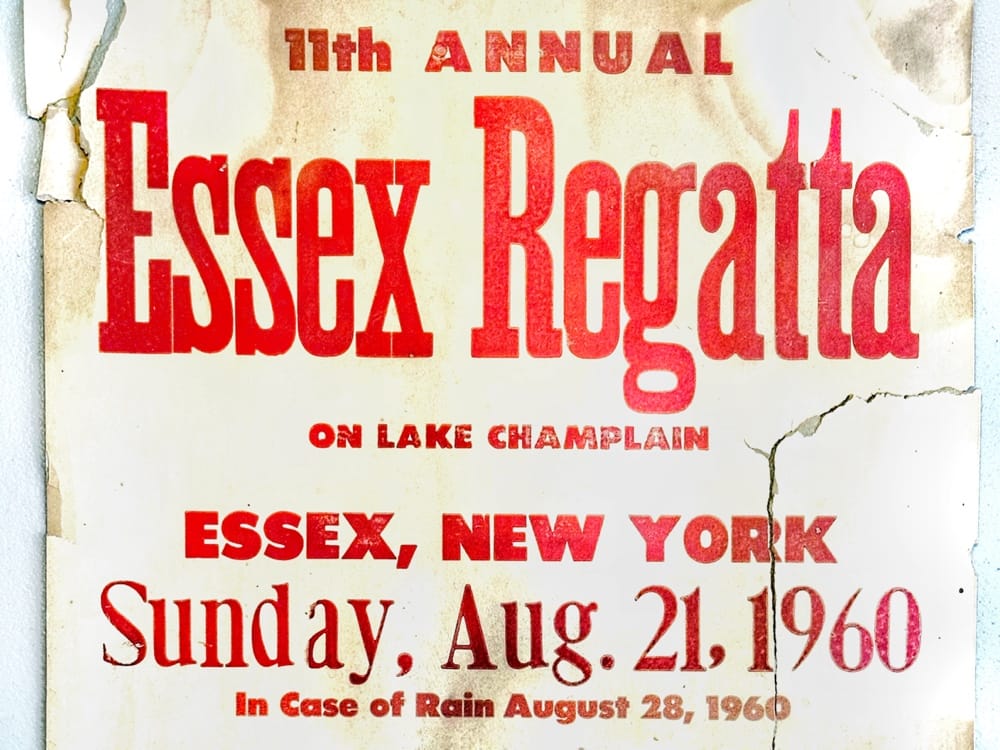 11th ANNUAL
Essex Regatta
ON LAKE CHAMPLAIN
ESSEX, NEW YORK
Sunday, Aug. 21, 1960
In Case of Rain August 28, 1960